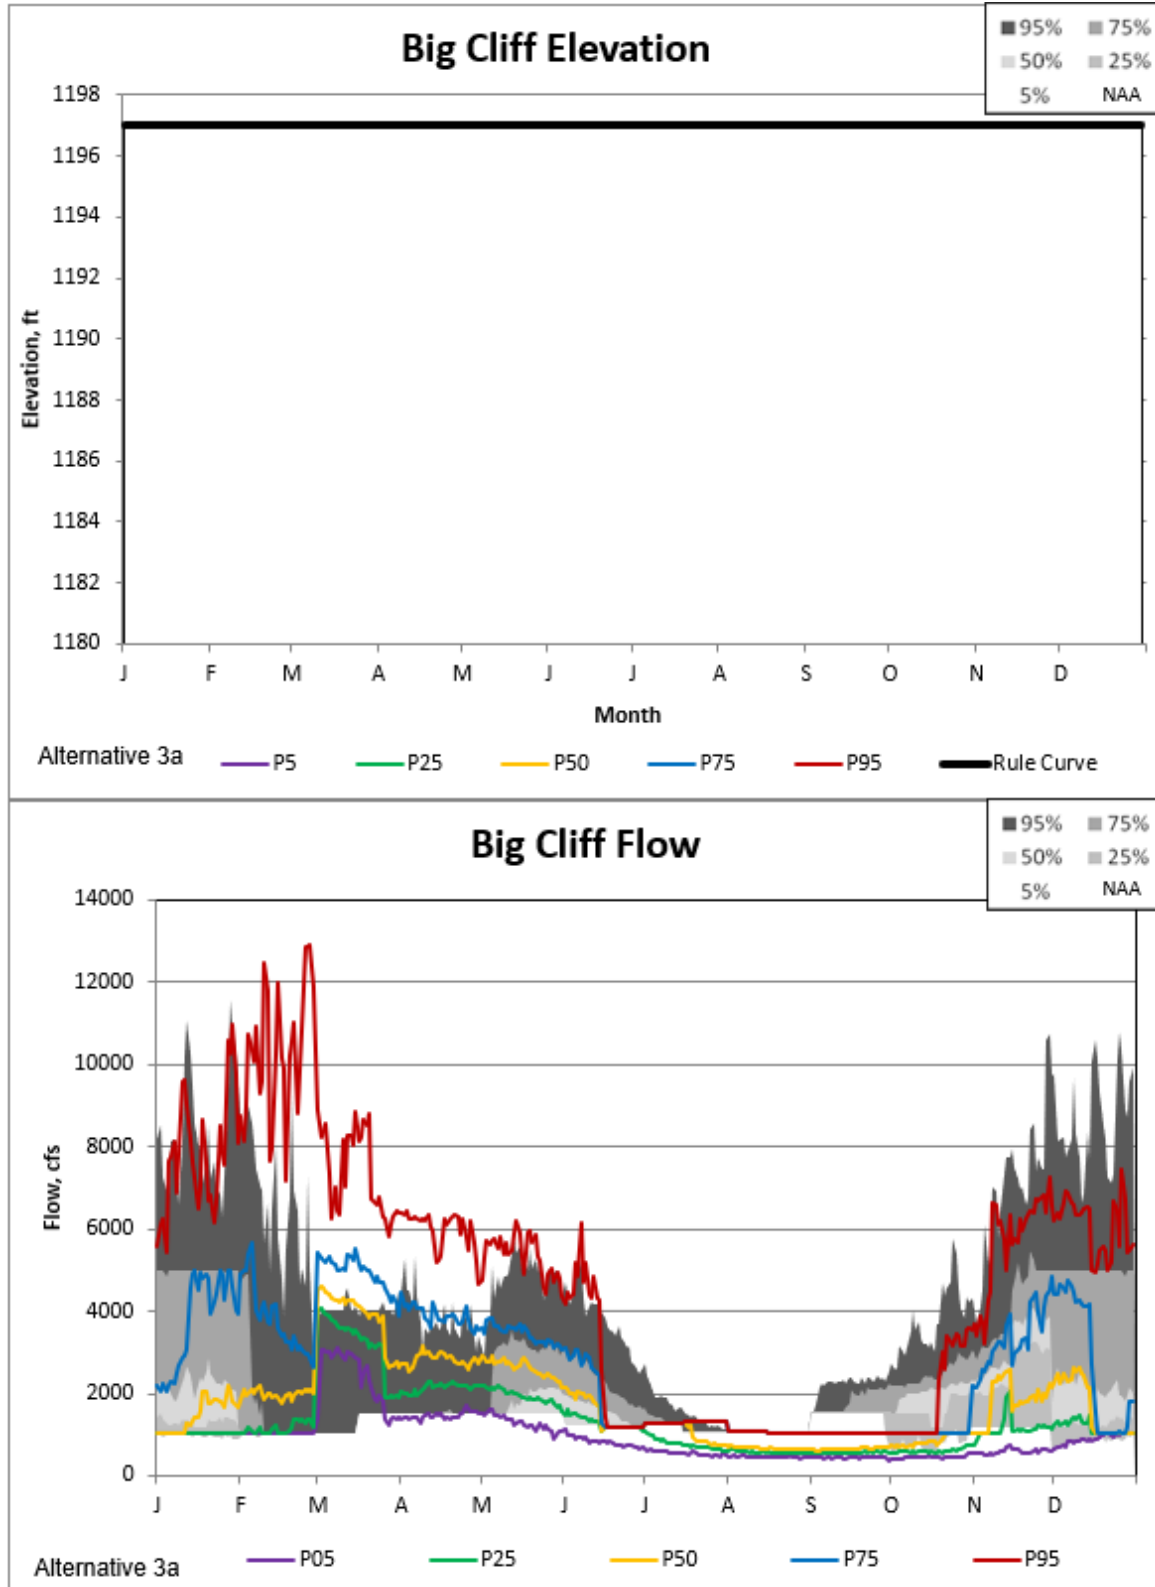 Big Cliff Elevation
95% 75%
50% 25%
5% NAA
1198
1196
1194
1192
1190
1188
1186
1184
1182
1180
Elevation, ft
J F M A M J J A S O N D
Month
Alternative 3a P5 P25 P50 P75 P95 Rule Curve
Big Cliff Flow
95% 75%
50% 25%
5% NAA
14000
12000
10000
8000
6000
4000
2000
0
Flow, cfs
J F M A M J J A S O N D
Alternative 3a P05 P25 P50 P75 P95